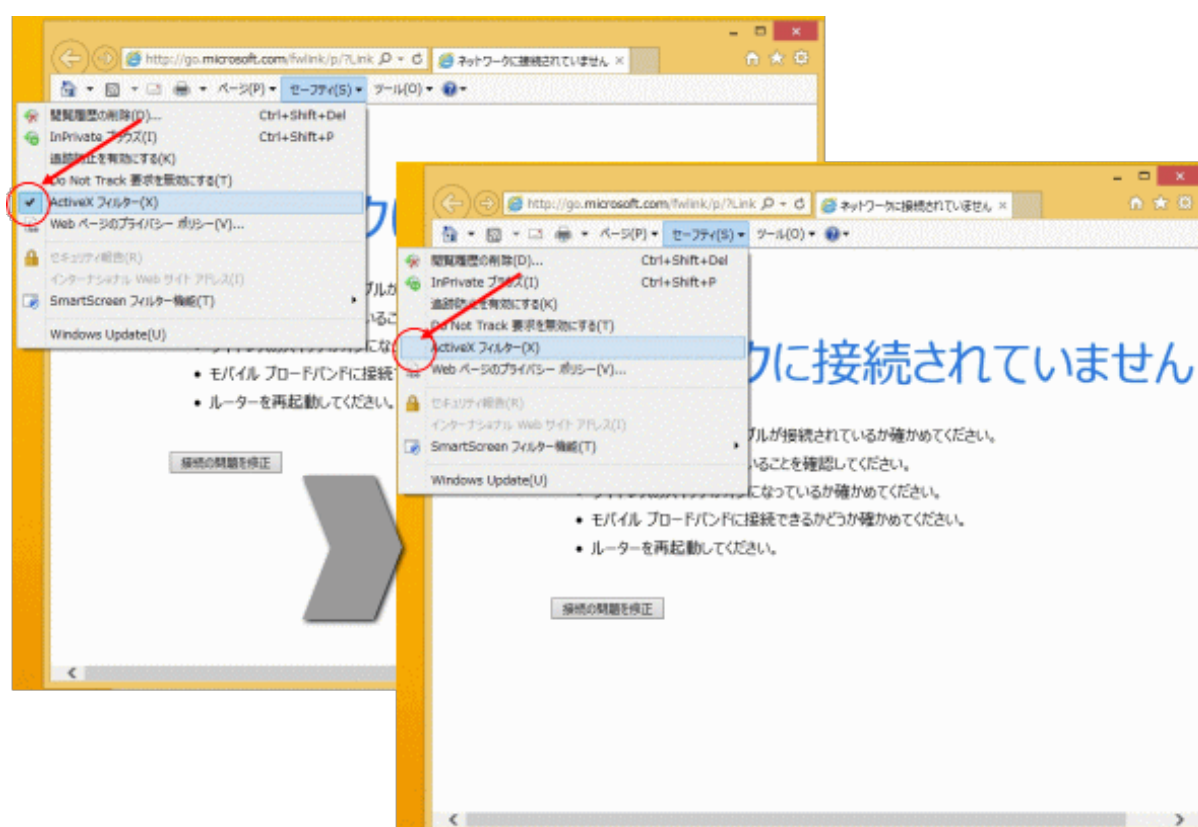 http://go.microsoft.com/fwlink/p/?Link
ネットワークに接続されていません
ページ(P) セーフティ(S) ツール(O)
閲覧履歴の削除(D)... Ctrl+Shift+Del
InPrivate ブラウズ(I) Ctrl+Shift+P
追跡防止を有効にする(K)
Do Not Track 要求を無効にする(T)
ActiveX フィルター(X)
Web ページのプライバシー ポリシー(V)...
セキュリティ報告(R)
インターナショナル Web サイト アドレス(I)
SmartScreen フィルター機能(T)
Windows Update(U)
モバイル ブロードバンドに接続
ルーターを再起動してください。
接続の問題を修正
http://go.microsoft.com/fwlink/p/?Link
ネットワークに接続されていません
ページ(P) セーフティ(S) ツール(O)
閲覧履歴の削除(D)... Ctrl+Shift+Del
InPrivate ブラウズ(I) Ctrl+Shift+P
追跡防止を有効にする(K)
Do Not Track 要求を無効にする(T)
ActiveX フィルター(X)
Web ページのプライバシー ポリシー(V)...
セキュリティ報告(R)
インターナショナル Web サイト アドレス(I)
SmartScreen フィルター機能(T)
Windows Update(U)
クに接続されていません
ブルが接続されているか確かめてください。
いることを確認してください。
になっているか確かめてください。
モバイル ブロードバンドに接続できるかどうか確かめてください。
ルーターを再起動してください。
接続の問題を修正